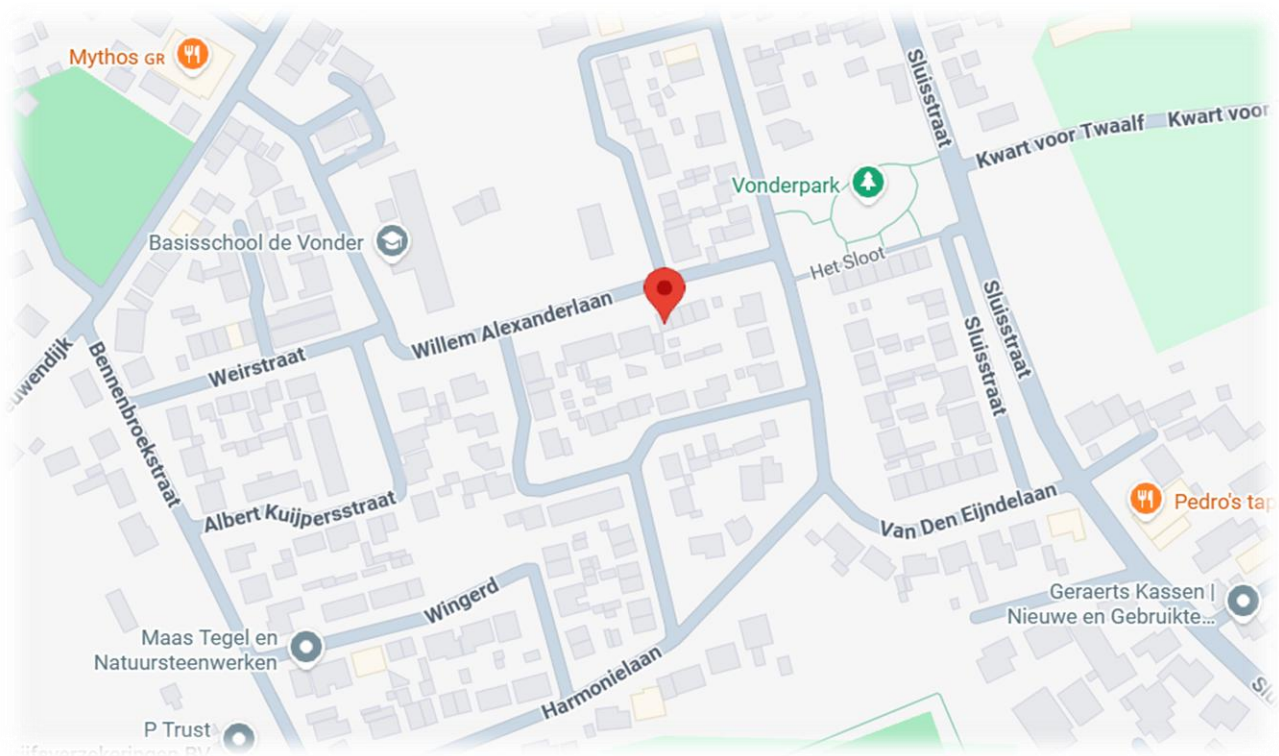 Mythos GR
Sluisstraat
Kwart voor Twaalf
Kwart voor
Vonderpark
Basisschool de Vonder
Het Sloot
Willem Alexanderlaan
Sluisstraat
Sluisstraat
Weirstraat
Bennenbroekstraat
Albert Kuijpersstraat
Van Den Eijndelaan
Pedro's tap
Wingerd
Geraerts Kassen |
Nieuwe en Gebruikte...
Maas Tegel en
Natuursteenwerken
Harmonielaan
P Trust